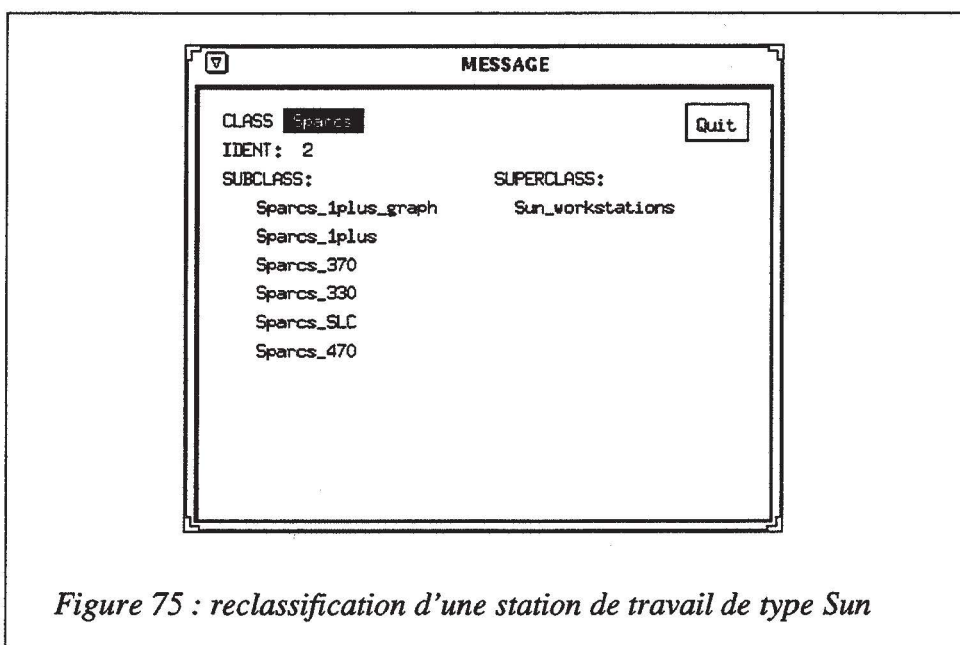 MESSAGE
CLASS Sparcs
Quit
IDENT: 2
SUBCLASS: SUPERCLASS:
Sparcs_1plus_graph Sun_workstations
Sparcs_1plus
Sparcs_370
Sparcs_330
Sparcs_SLC
Sparcs_470
Figure 75 : reclassification d'une station de travail de type Sun